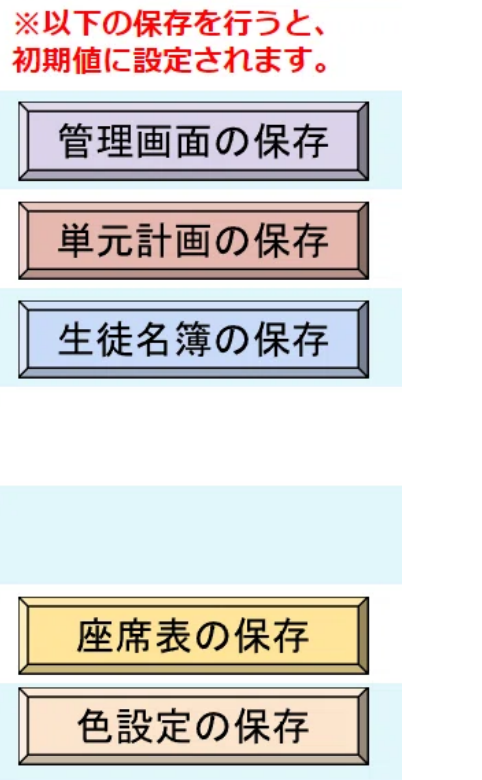 ※以下の保存を行うと、
初期値に設定されます。
管理画面の保存
単元計画の保存
生徒名簿の保存
座席表の保存
色設定の保存